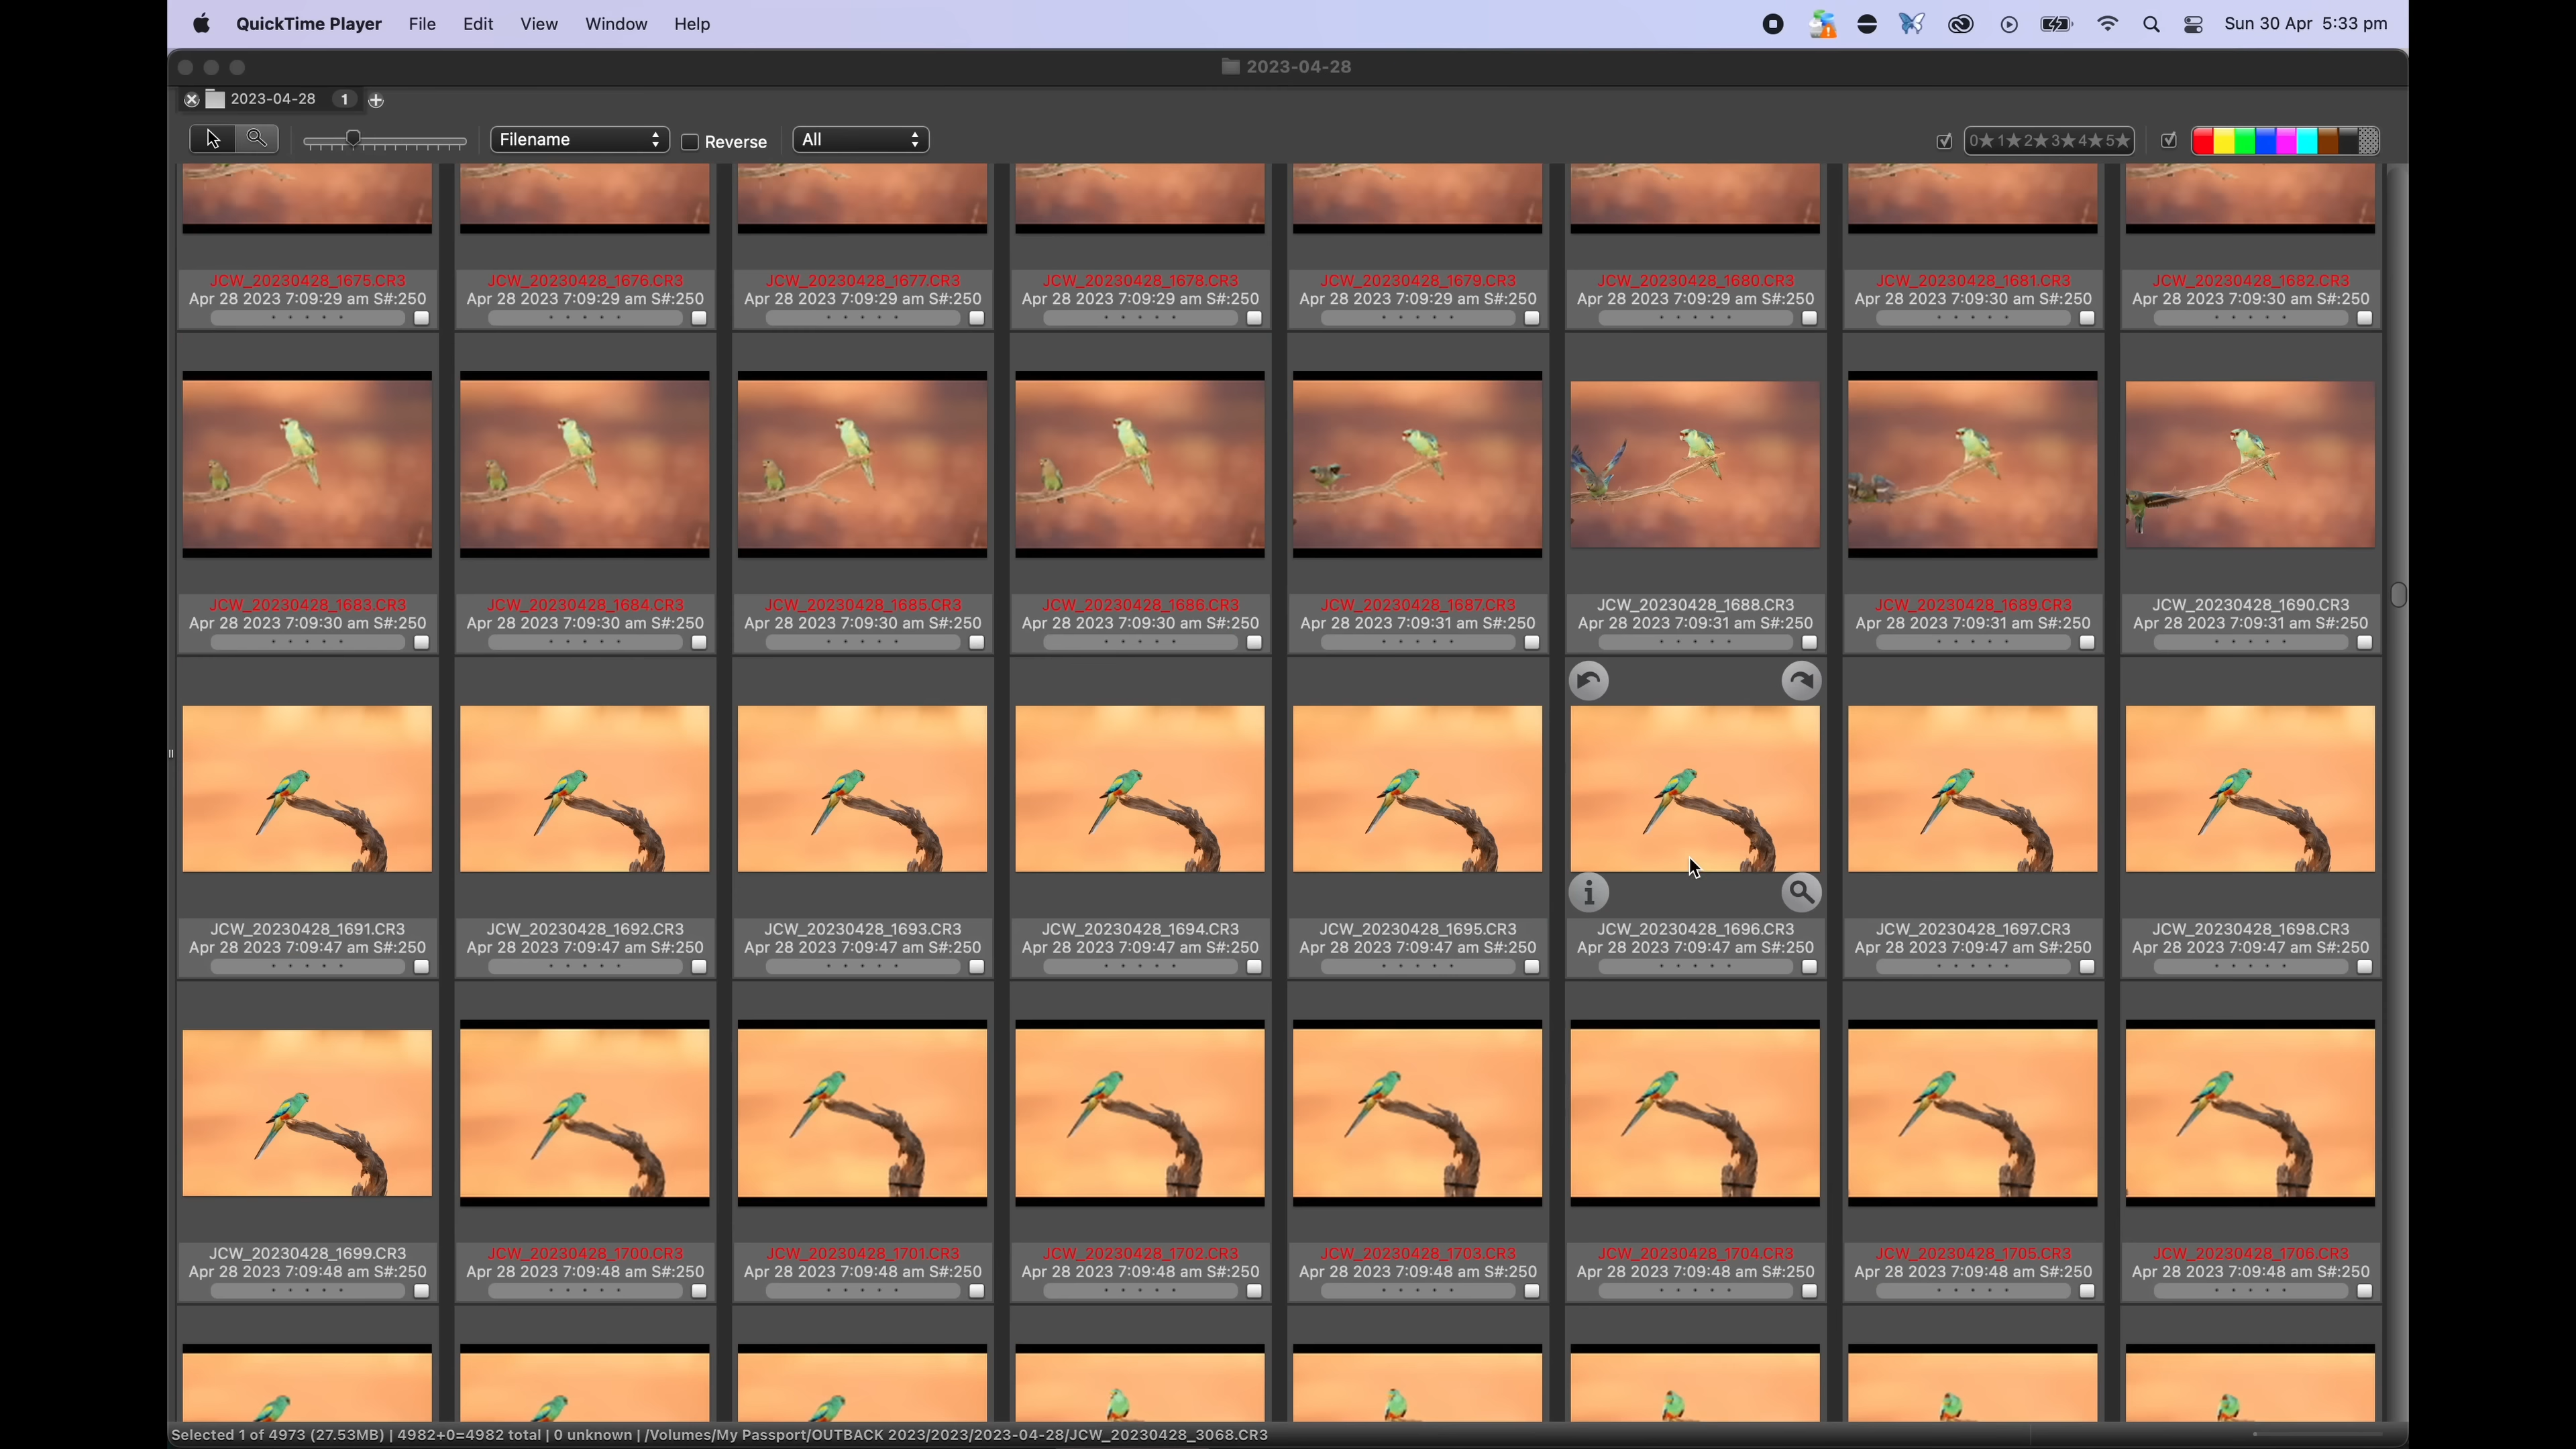 QuickTime Player File Edit View Window Help Sun 30 Apr 5:33 pm
2023-04-28
2023-04-28 1
Filename Reverse All 0★1★2★3★4★5★
JCW_20230428_1675.CR3 JCW_20230428_1676.CR3 JCW_20230428_1677.CR3 JCW_20230428_1678.CR3 JCW_20230428_1679.CR3 JCW_20230428_1680.CR3 JCW_20230428_1681.CR3 JCW_20230428_1682.CR3
Apr 28 2023 7:09:29 am S#:250 Apr 28 2023 7:09:29 am S#:250 Apr 28 2023 7:09:29 am S#:250 Apr 28 2023 7:09:29 am S#:250 Apr 28 2023 7:09:29 am S#:250 Apr 28 2023 7:09:29 am S#:250 Apr 28 2023 7:09:30 am S#:250 Apr 28 2023 7:09:30 am S#:250
JCW_20230428_1683.CR3 JCW_20230428_1684.CR3 JCW_20230428_1685.CR3 JCW_20230428_1686.CR3 JCW_20230428_1687.CR3 JCW_20230428_1688.CR3 JCW_20230428_1689.CR3 JCW_20230428_1690.CR3
Apr 28 2023 7:09:30 am S#:250 Apr 28 2023 7:09:30 am S#:250 Apr 28 2023 7:09:30 am S#:250 Apr 28 2023 7:09:30 am S#:250 Apr 28 2023 7:09:31 am S#:250 Apr 28 2023 7:09:31 am S#:250 Apr 28 2023 7:09:31 am S#:250 Apr 28 2023 7:09:31 am S#:250
JCW_20230428_1691.CR3 JCW_20230428_1692.CR3 JCW_20230428_1693.CR3 JCW_20230428_1694.CR3 JCW_20230428_1695.CR3 JCW_20230428_1696.CR3 JCW_20230428_1697.CR3 JCW_20230428_1698.CR3
Apr 28 2023 7:09:47 am S#:250 Apr 28 2023 7:09:47 am S#:250 Apr 28 2023 7:09:47 am S#:250 Apr 28 2023 7:09:47 am S#:250 Apr 28 2023 7:09:47 am S#:250 Apr 28 2023 7:09:47 am S#:250 Apr 28 2023 7:09:47 am S#:250 Apr 28 2023 7:09:47 am S#:250
JCW_20230428_1699.CR3 JCW_20230428_1700.CR3 JCW_20230428_1701.CR3 JCW_20230428_1702.CR3 JCW_20230428_1703.CR3 JCW_20230428_1704.CR3 JCW_20230428_1705.CR3 JCW_20230428_1706.CR3
Apr 28 2023 7:09:48 am S#:250 Apr 28 2023 7:09:48 am S#:250 Apr 28 2023 7:09:48 am S#:250 Apr 28 2023 7:09:48 am S#:250 Apr 28 2023 7:09:48 am S#:250 Apr 28 2023 7:09:48 am S#:250 Apr 28 2023 7:09:48 am S#:250 Apr 28 2023 7:09:48 am S#:250
Selected 1 of 4973 (27.53MB) | 4982+0=4982 total | 0 unknown | /Volumes/My Passport/OUTBACK 2023/2023/2023-04-28/JCW_20230428_3068.CR3